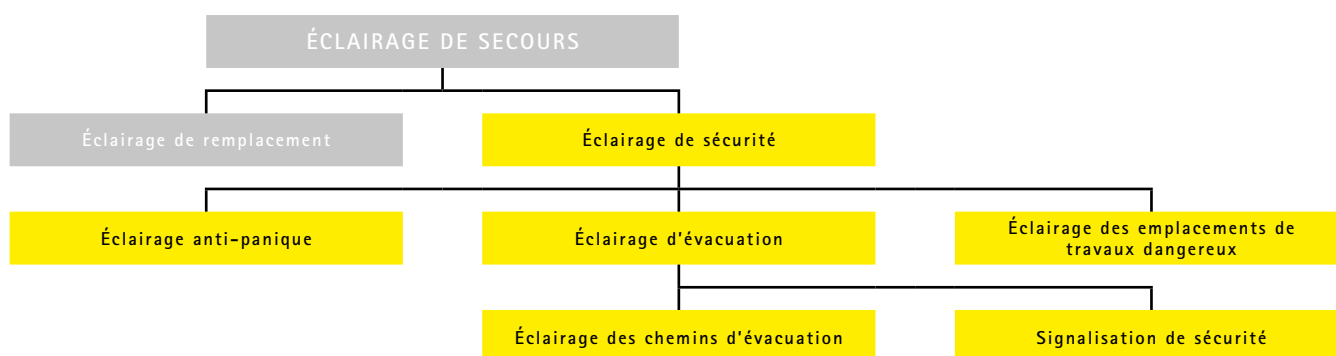 ÉCLAIRAGE DE SECOURS
Éclairage de remplacement
Éclairage de sécurité
Éclairage anti-panique
Éclairage d'évacuation
Éclairage des emplacements de
travaux dangereux
Éclairage des chemins d'évacuation
Signalisation de sécurité